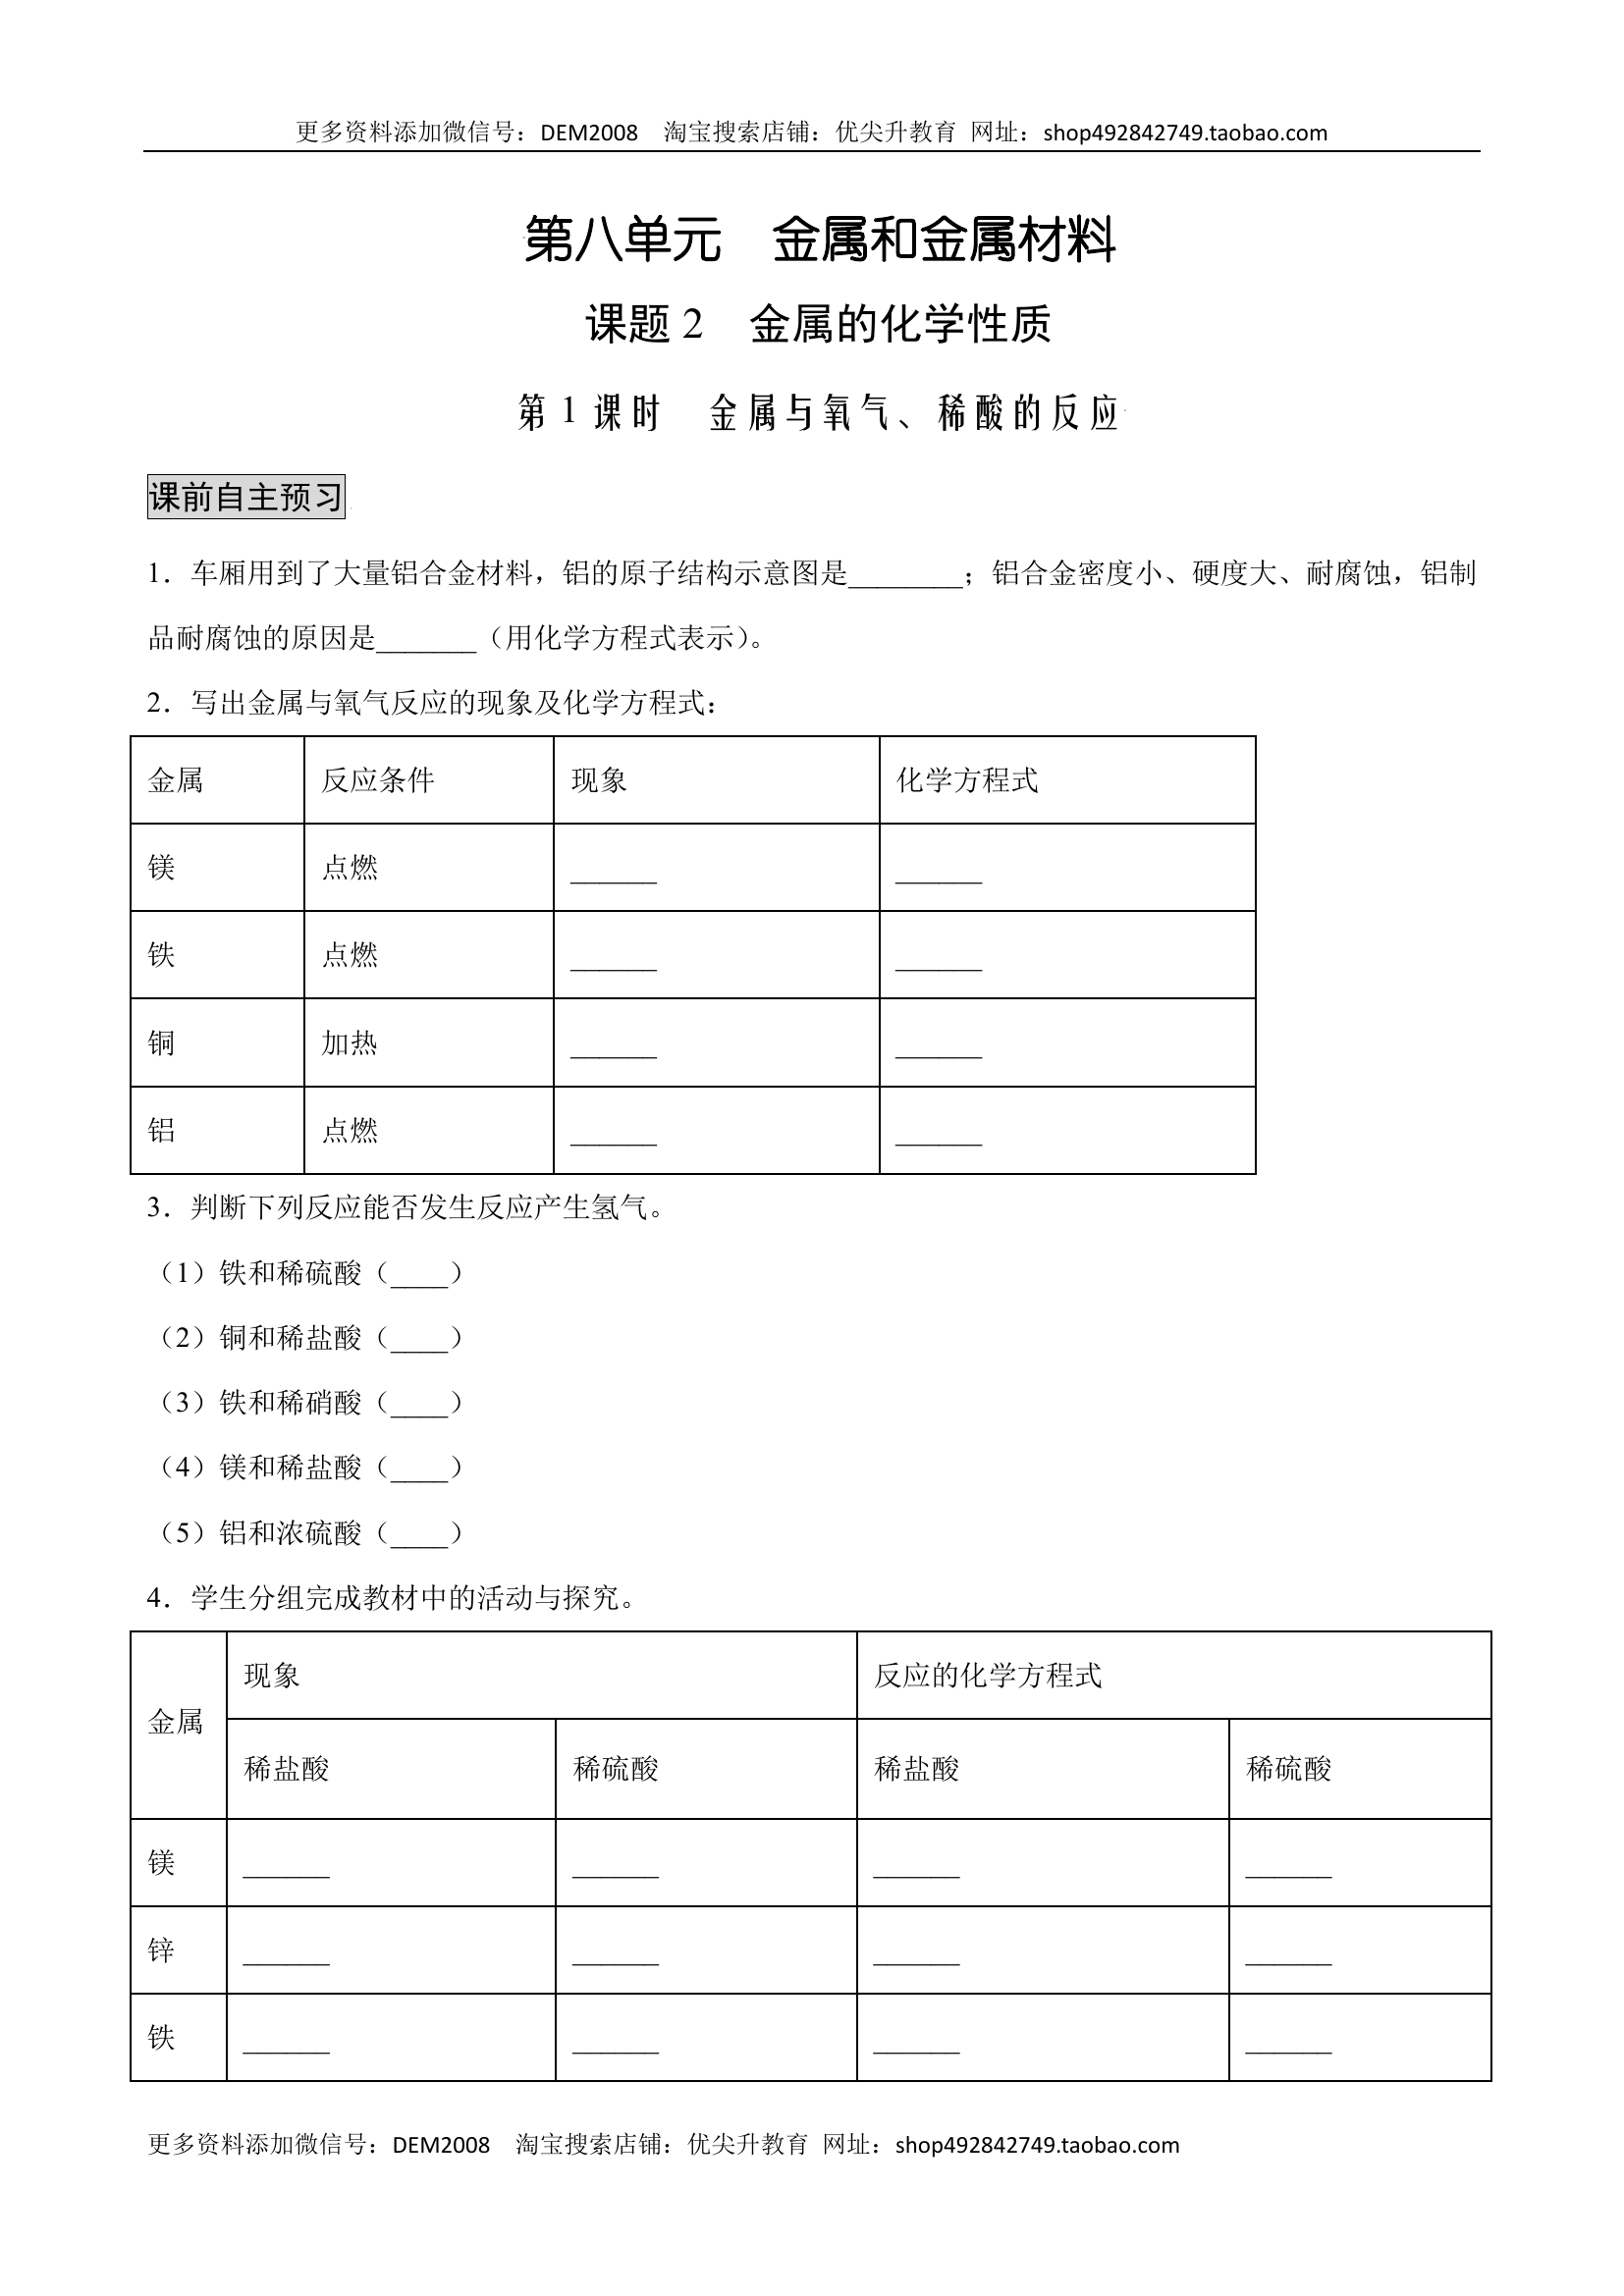 更多资料添加微信号：DEM2008 淘宝搜索店铺：优尖升教育 网址：shop492842749.taobao.com
第八单元 金属和金属材料
课题 2 金属的化学性质
第 1 课时 金属与氧气、稀酸的反应
课前自主预习
1．车厢用到了大量铝合金材料，铝的原子结构示意图是________；铝合金密度小、硬度大、耐腐蚀，铝制
品耐腐蚀的原因是_______（用化学方程式表示）。
2．写出金属与氧气反应的现象及化学方程式：
金属 反应条件 现象 化学方程式
镁 点燃 ______ ______
铁 点燃 ______ ______
铜 加热 ______ ______
铝 点燃 ______ ______
3．判断下列反应能否发生反应产生氢气。
（1）铁和稀硫酸（____）
（2）铜和稀盐酸（____）
（3）铁和稀硝酸（____）
（4）镁和稀盐酸（____）
（5）铝和浓硫酸（____）
4．学生分组完成教材中的活动与探究。
金属 现象 反应的化学方程式
稀盐酸 稀硫酸 稀盐酸 稀硫酸
镁 ______ ______ ______ ______
锌 ______ ______ ______ ______
铁 ______ ______ ______ ______
更多资料添加微信号：DEM2008 淘宝搜索店铺：优尖升教育 网址：shop492842749.taobao.com